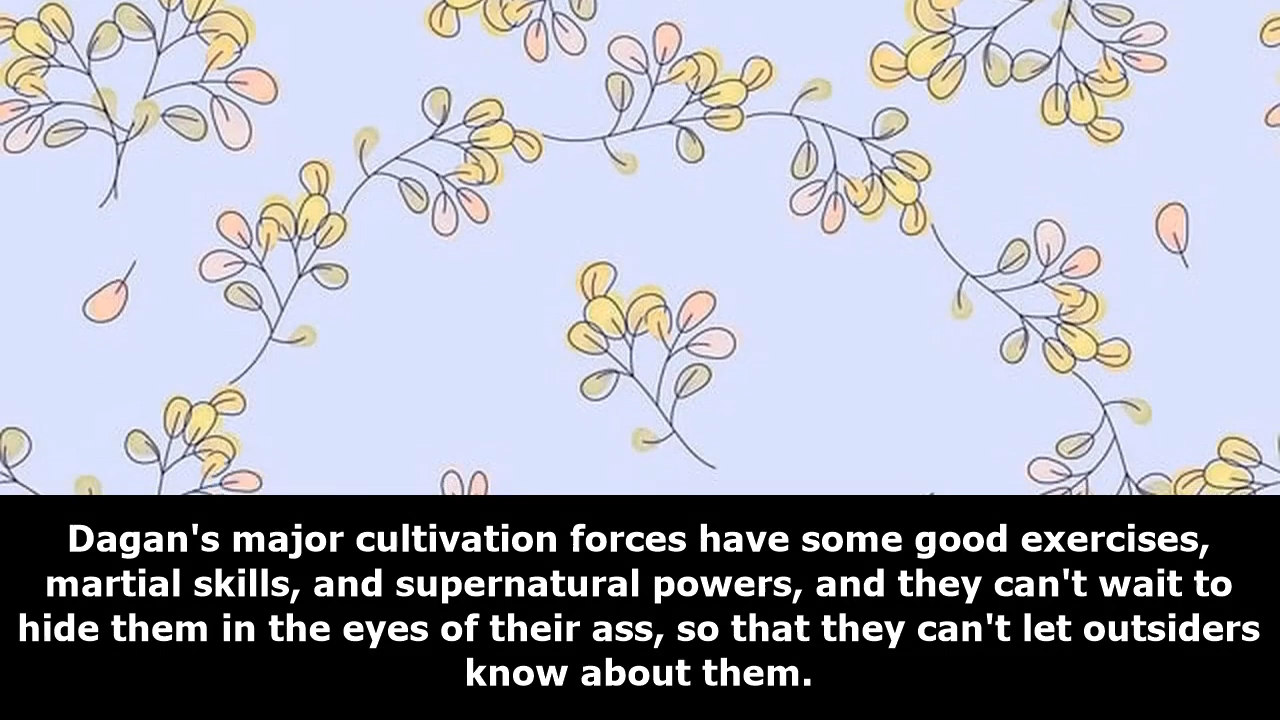 Dagan's major cultivation forces have some good exercises,
martial skills, and supernatural powers, and they can't wait to
hide them in the eyes of their ass, so that they can't let outsiders
know about them.